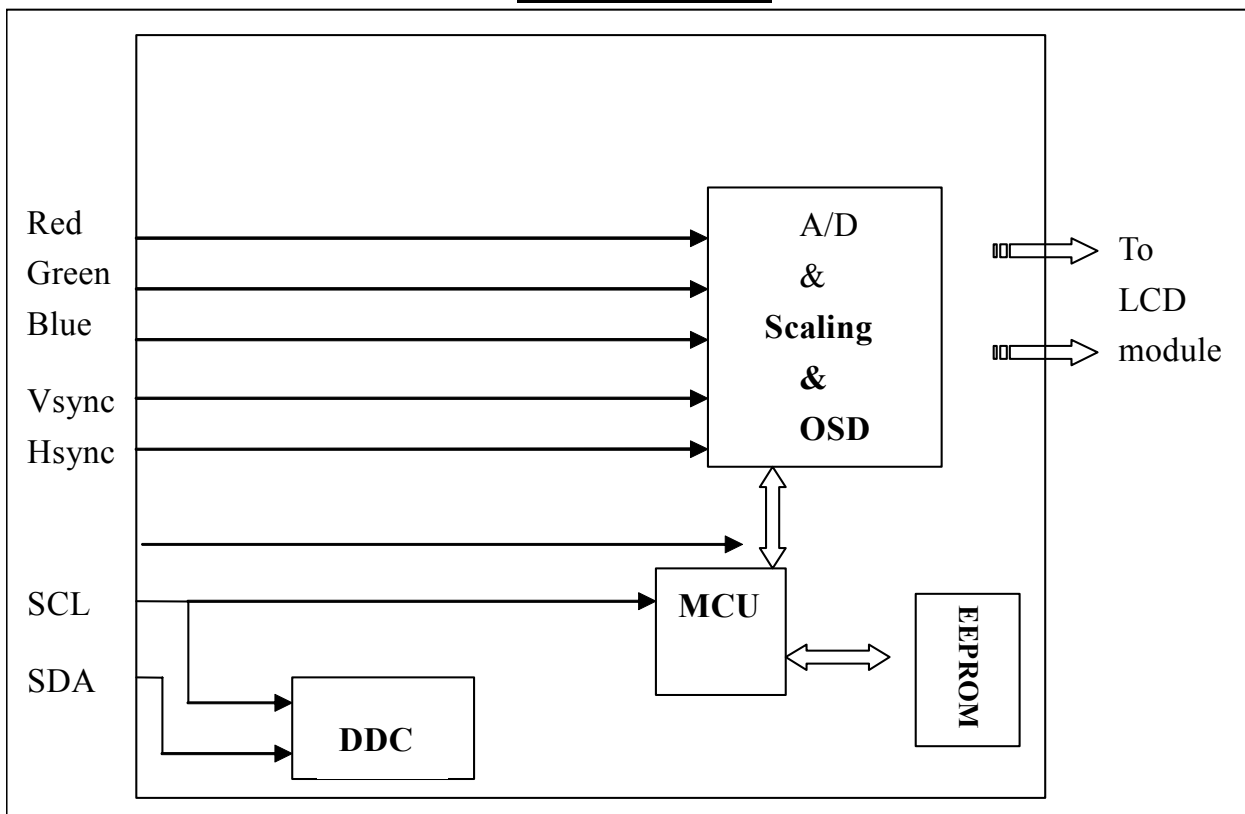 Red
Green
Blue
Vsync
Hsync
SCL
SDA
A/D
&
Scaling
&
OSD
To
LCD
module
MCU
EEPROM
DDC